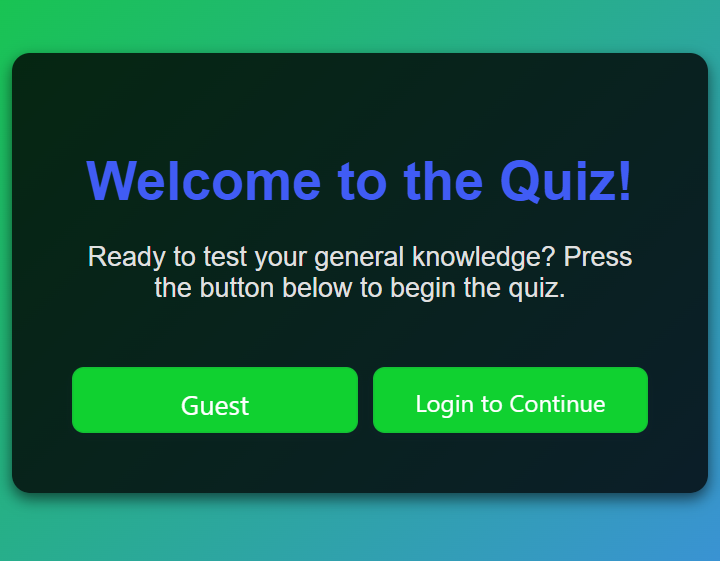 Welcome to the Quiz!
Ready to test your general knowledge? Press
the button below to begin the quiz.
Guest
Login to Continue